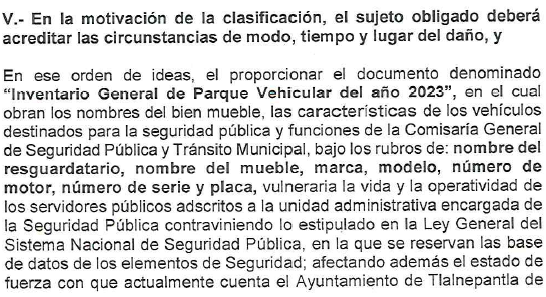 V.- En la motivación de la clasificación, el sujeto obligado deberá
acreditar las circunstancias de modo, tiempo y lugar del daño, y
En ese orden de ideas, el proporcionar el documento denominado
“Inventario General de Parque Vehicular del año 2023”, en el cual
obran los nombres del bien mueble, las características de los vehículos
destinados para la seguridad pública y funciones de la Comisaría General
de Seguridad Pública y Tránsito Municipal, bajo los rubros de: nombre del
resguardatario, nombre del mueble, marca, modelo, número de
motor, número de serie y placa, vulneraria la vida y la operatividad de
los servidores públicos adscritos a la unidad administrativa encargada de
la Seguridad Pública contraviniendo lo estipulado en la Ley General del
Sistema Nacional de Seguridad Pública, en la que se reservan las base
de datos de los elementos de Seguridad; afectando además el estado de
fuerza con que actualmente cuenta el Ayuntamiento de Tlalnepantla de